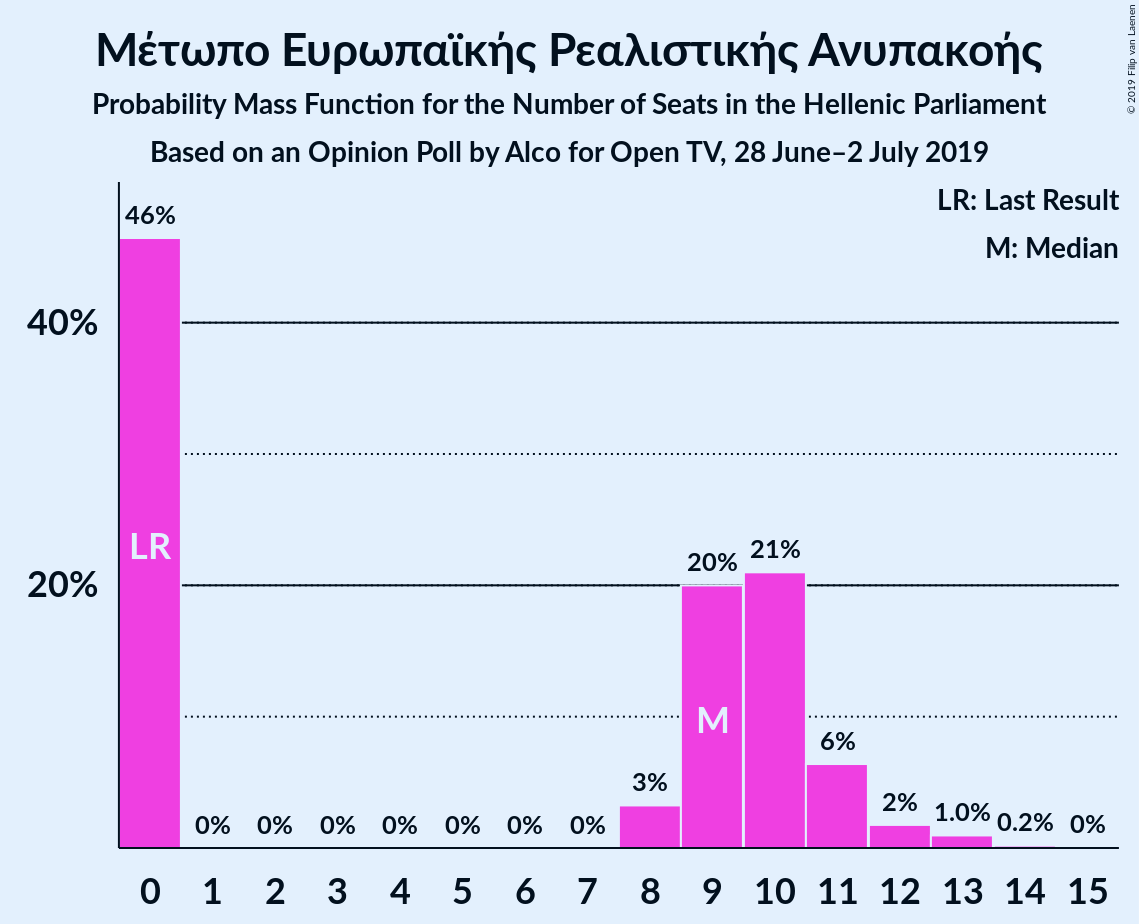 Μέτωπο Ευρωπαϊκής Ρεαλιστικής Ανυπακοής
Probability Mass Function for the Number of Seats in the Hellenic Parliament
Based on an Opinion Poll by Alco for Open TV, 28 June–2 July 2019
© 2019 Filip van Laenen
LR: Last Result
M: Median
46%
40%
20%
LR
M
0% 0% 0% 0% 0% 0% 0% 3% 20% 21% 6% 2% 1.0% 0.2% 0%
0 1 2 3 4 5 6 7 8 9 10 11 12 13 14 15